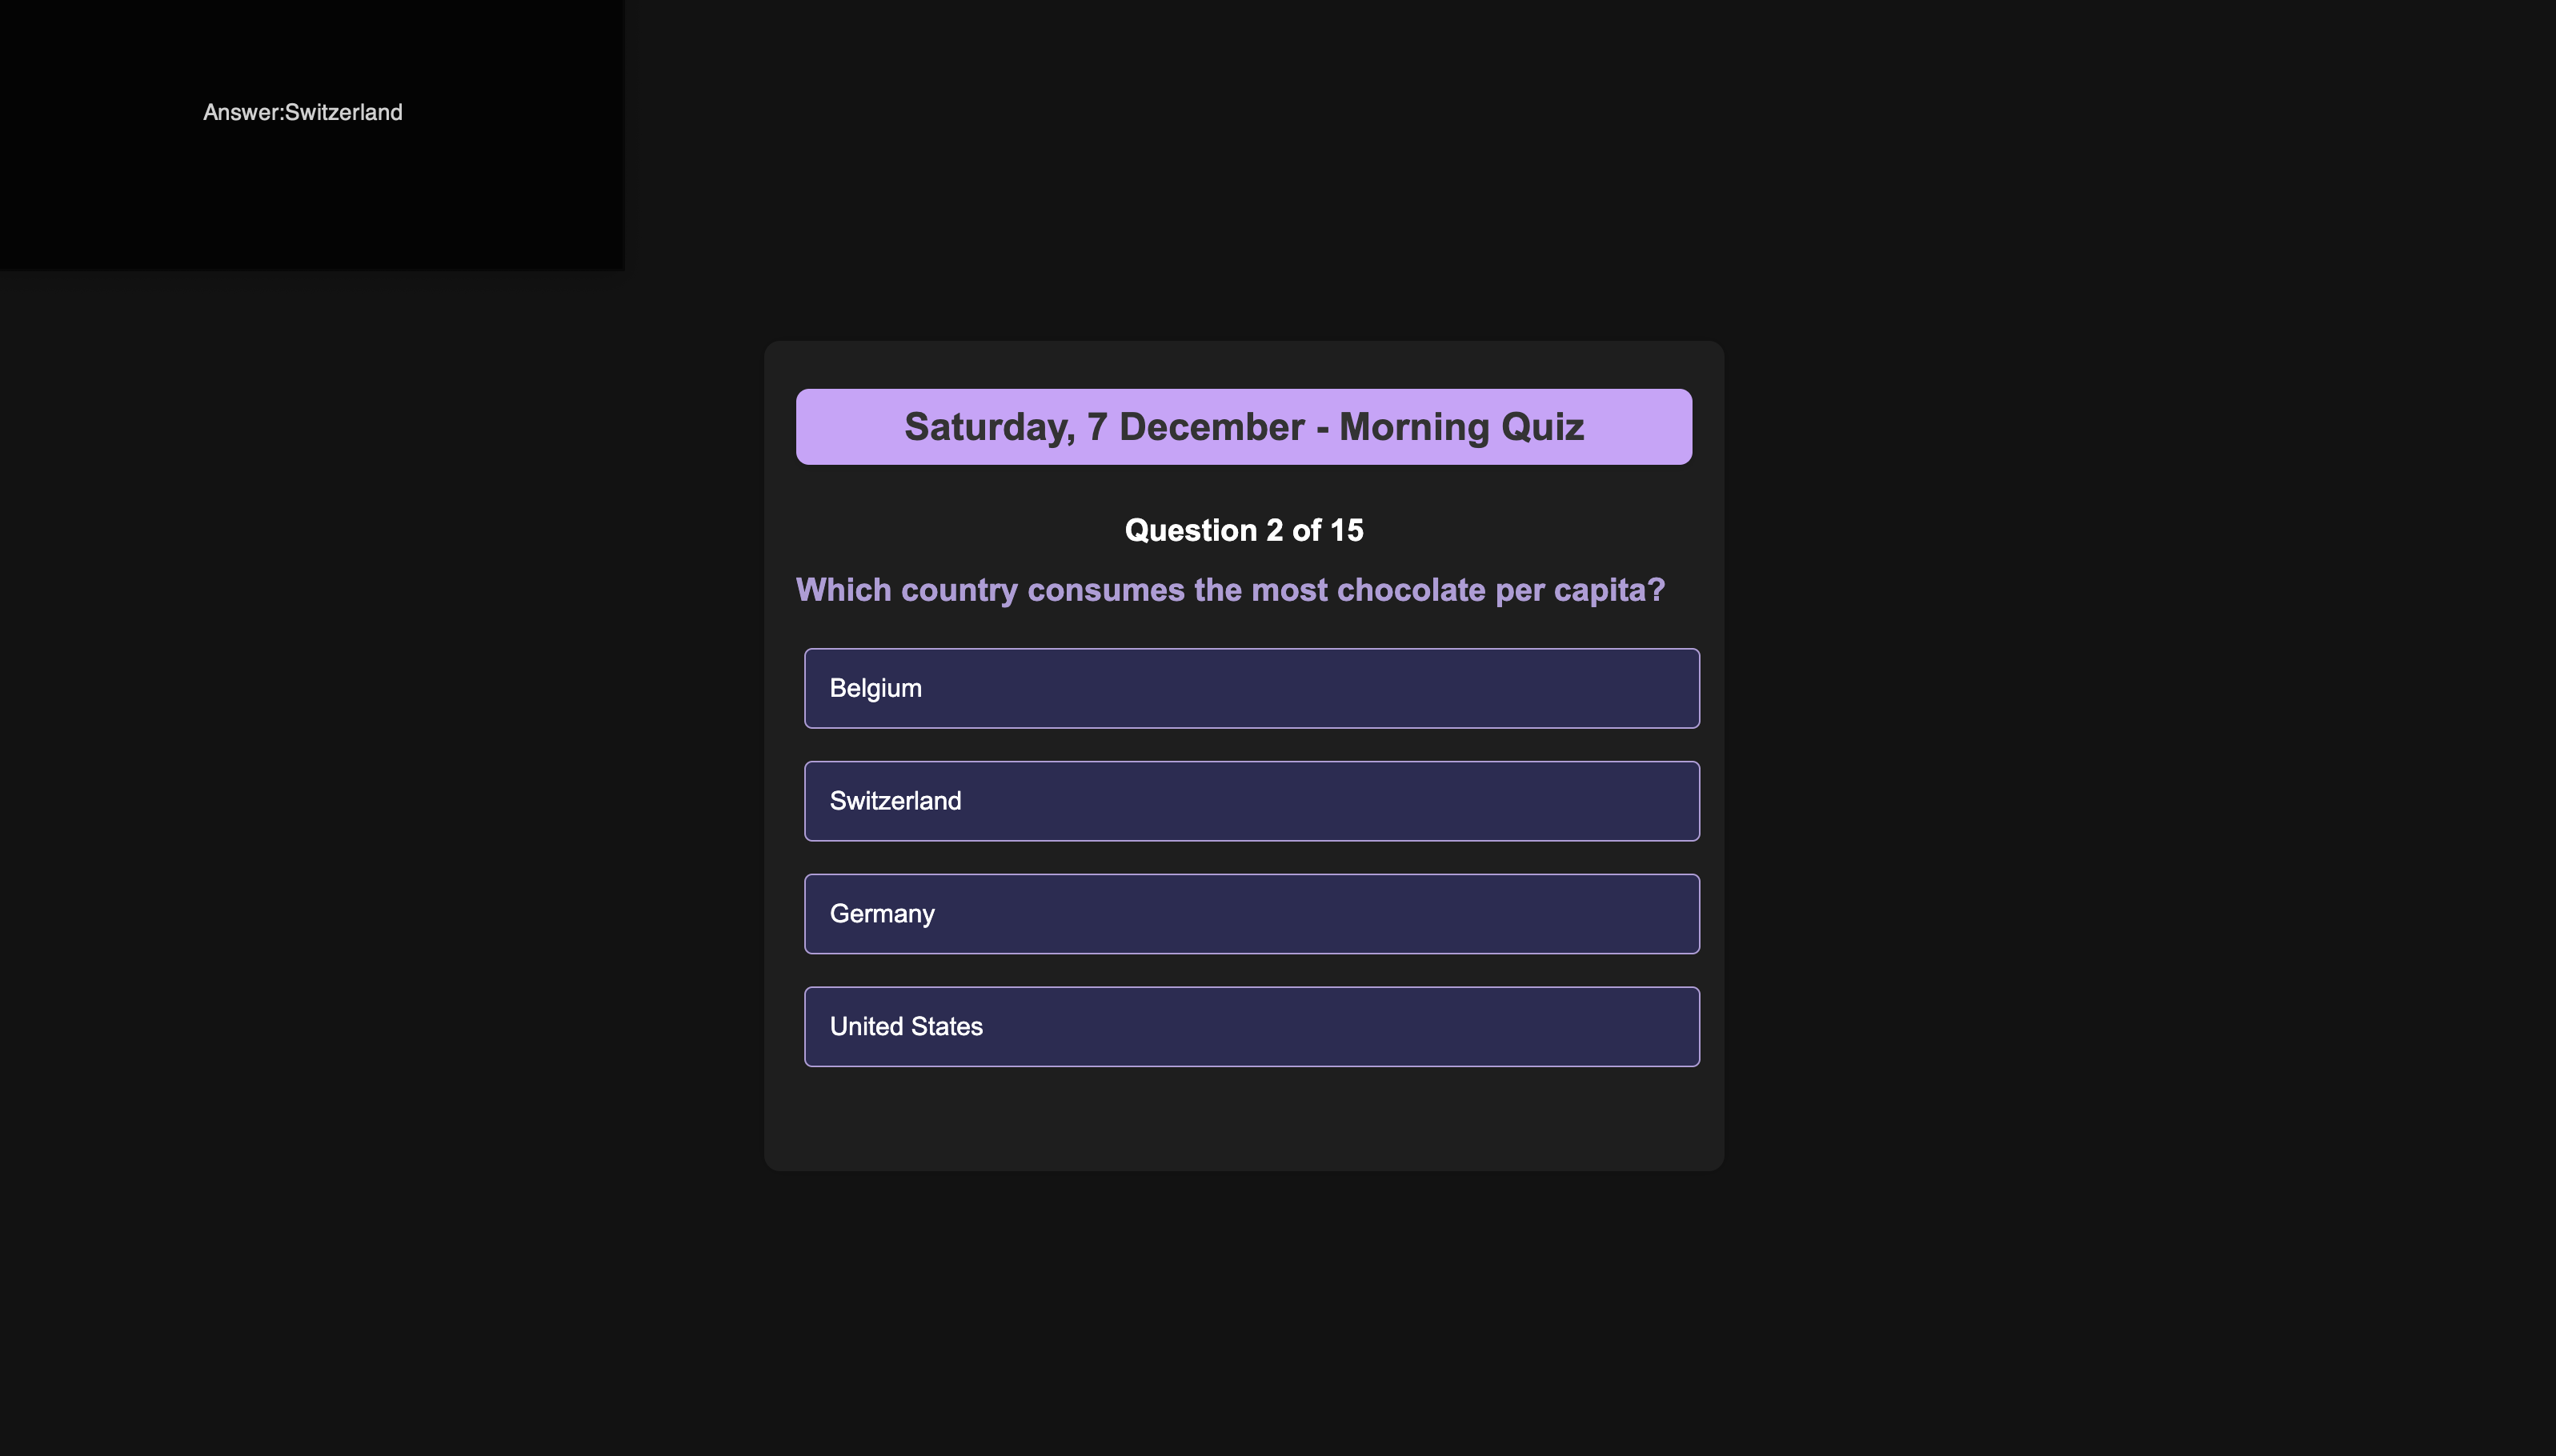 Answer:Switzerland
Saturday, 7 December - Morning Quiz
Question 2 of 15
Which country consumes the most chocolate per capita?
Belgium
Switzerland
Germany
United States